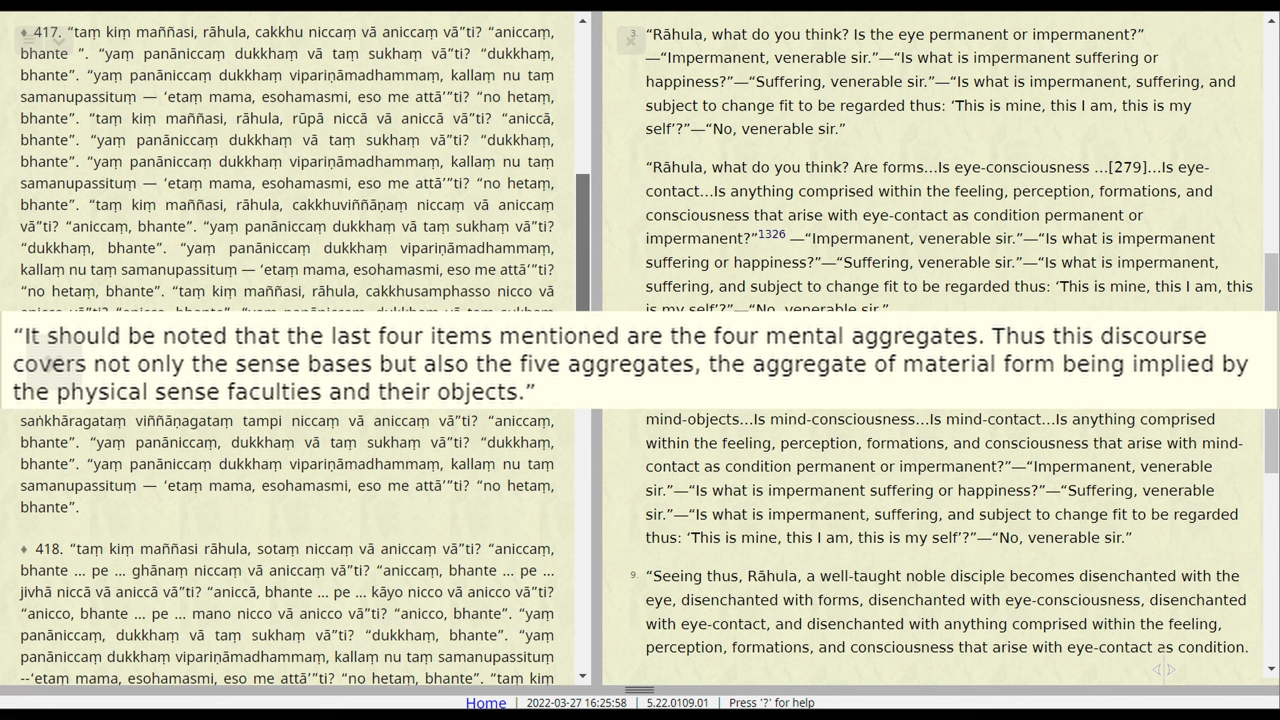 ♦ 417. “taṃ kiṃ maññasi, rāhula, cakkhu niccaṃ vā aniccaṃ vā”ti? “aniccaṃ,
bhante ”. “yaṃ panāniccaṃ dukkhaṃ vā taṃ sukhaṃ vā”ti? “dukkhaṃ,
bhante”. “yaṃ panāniccaṃ dukkhaṃ vipariṇāmadhammaṃ, kallaṃ nu taṃ
samanupassituṃ — ‘etaṃ mama, esohamasmi, eso me attā’”ti? “no hetaṃ,
bhante”. “taṃ kiṃ maññasi, rāhula, rūpā niccā vā aniccā vā”ti? “aniccā,
bhante”. “yaṃ panāniccaṃ dukkhaṃ vā taṃ sukhaṃ vā”ti? “dukkhaṃ,
bhante”. “yaṃ panāniccaṃ dukkhaṃ vipariṇāmadhammaṃ, kallaṃ nu taṃ
samanupassituṃ — ‘etaṃ mama, esohamasmi, eso me attā’”ti? “no hetaṃ,
bhante”. “taṃ kiṃ maññasi, rāhula, cakkhuviññāṇaṃ niccaṃ vā aniccaṃ
vā”ti? “aniccaṃ, bhante”. “yaṃ panāniccaṃ dukkhaṃ vā taṃ sukhaṃ vā”ti?
“dukkhaṃ, bhante”. “yaṃ panāniccaṃ dukkhaṃ vipariṇāmadhammaṃ,
kallaṃ nu taṃ samanupassituṃ — ‘etaṃ mama, esohamasmi, eso me attā’”ti?
“no hetaṃ, bhante”. “taṃ kiṃ maññasi, rāhula, cakkhusamphasso nicco vā
3. “Rāhula, what do you think? Is the eye permanent or impermanent?”
—“Impermanent, venerable sir.”—“Is what is impermanent suffering or
happiness?”—“Suffering, venerable sir.”—“Is what is impermanent, suffering, and
subject to change fit to be regarded thus: ‘This is mine, this I am, this is my
self’?”—“No, venerable sir.”
“Rāhula, what do you think? Are forms…Is eye-consciousness …[279]…Is eye-
contact…Is anything comprised within the feeling, perception, formations, and
consciousness that arise with eye-contact as condition permanent or
impermanent?”1326 —“Impermanent, venerable sir.”—“Is what is impermanent
suffering or happiness?”—“Suffering, venerable sir.”—“Is what is impermanent,
suffering, and subject to change fit to be regarded thus: ‘This is mine, this I am, this
is my self’?”—“No, venerable sir.”
“It should be noted that the last four items mentioned are the four mental aggregates. Thus this discourse
covers not only the sense bases but also the five aggregates, the aggregate of material form being implied by
the physical sense faculties and their objects.”
saṅkhāragataṃ viññāṇagataṃ tampi niccaṃ vā aniccaṃ vā”ti? “aniccaṃ,
bhante”. “yaṃ panāniccaṃ, dukkhaṃ vā taṃ sukhaṃ vā”ti? “dukkhaṃ,
bhante”. “yaṃ panāniccaṃ dukkhaṃ vipariṇāmadhammaṃ, kallaṃ nu taṃ
samanupassituṃ — ‘etaṃ mama, esohamasmi, eso me attā’”ti? “no hetaṃ,
bhante”.
♦ 418. “taṃ kiṃ maññasi rāhula, sotaṃ niccaṃ vā aniccaṃ vā”ti? “aniccaṃ,
bhante ... pe ... ghānaṃ niccaṃ vā aniccaṃ vā”ti? “aniccaṃ, bhante ... pe ...
jivhā niccā vā aniccā vā”ti? “aniccā, bhante ... pe ... kāyo nicco vā anicco vā”ti?
“anicco, bhante ... pe ... mano nicco vā anicco vā”ti? “anicco, bhante”. “yaṃ
panāniccaṃ, dukkhaṃ vā taṃ sukhaṃ vā”ti? “dukkhaṃ, bhante”. “yaṃ
panāniccaṃ dukkhaṃ vipariṇāmadhammaṃ, kallaṃ nu taṃ samanupassituṃ
--‘etaṃ mama, esohamasmi, eso me attā’”ti? “no hetaṃ, bhante”. “taṃ kiṃ
mind-objects…Is mind-consciousness…Is mind-contact…Is anything comprised
within the feeling, perception, formations, and consciousness that arise with mind-
contact as condition permanent or impermanent?”—“Impermanent, venerable
sir.”—“Is what is impermanent suffering or happiness?”—“Suffering, venerable
sir.”—“Is what is impermanent, suffering, and subject to change fit to be regarded
thus: ‘This is mine, this I am, this is my self’?”—“No, venerable sir.”
9. “Seeing thus, Rāhula, a well-taught noble disciple becomes disenchanted with the
eye, disenchanted with forms, disenchanted with eye-consciousness, disenchanted
with eye-contact, and disenchanted with anything comprised within the feeling,
perception, formations, and consciousness that arise with eye-contact as condition.
Home | 2022-03-27 16:25:58 | 5.22.0109.01 | Press '?' for help